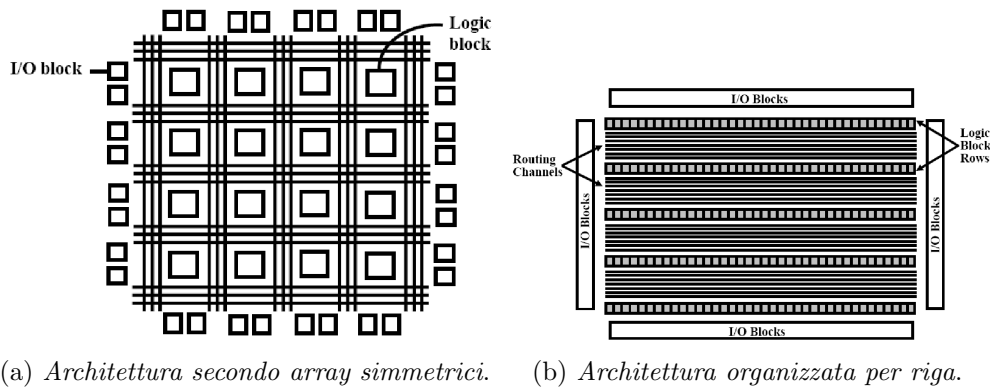 Logic
block
I/O block
I/O Blocks
Routing
Channels
Logic
Block
Rows
I/O Blocks
I/O Blocks
I/O Blocks
(a) Architettura secondo array simmetrici.
(b) Architettura organizzata per riga.